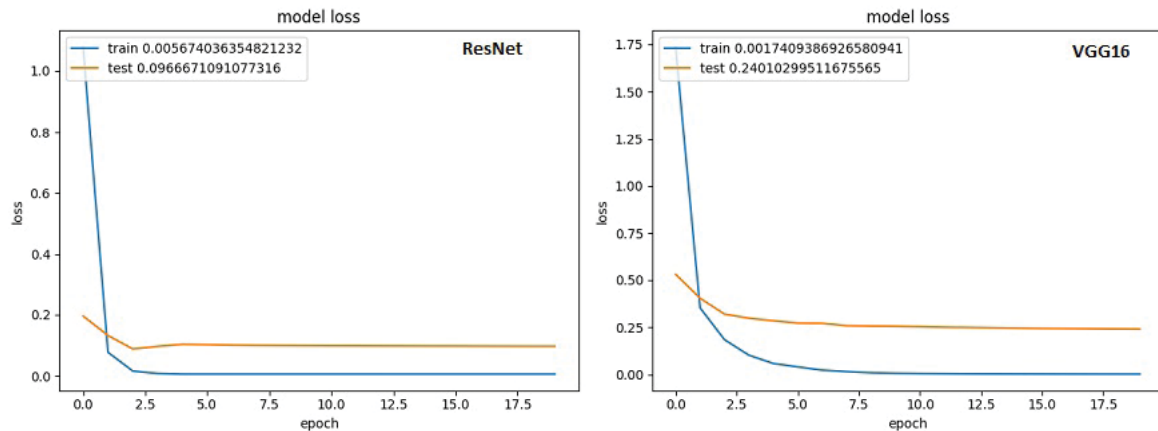 model loss
train 0.005674036354821232
test 0.0966671091077316
ResNet
1.0
0.8
0.6
0.4
0.2
0.0
loss
0.0 2.5 5.0 7.5 10.0 12.5 15.0 17.5
epoch
model loss
train 0.0017409386926580941
test 0.24010299511675565
VGG16
1.75
1.50
1.25
1.00
0.75
0.50
0.25
0.00
loss
0.0 2.5 5.0 7.5 10.0 12.5 15.0 17.5
epoch